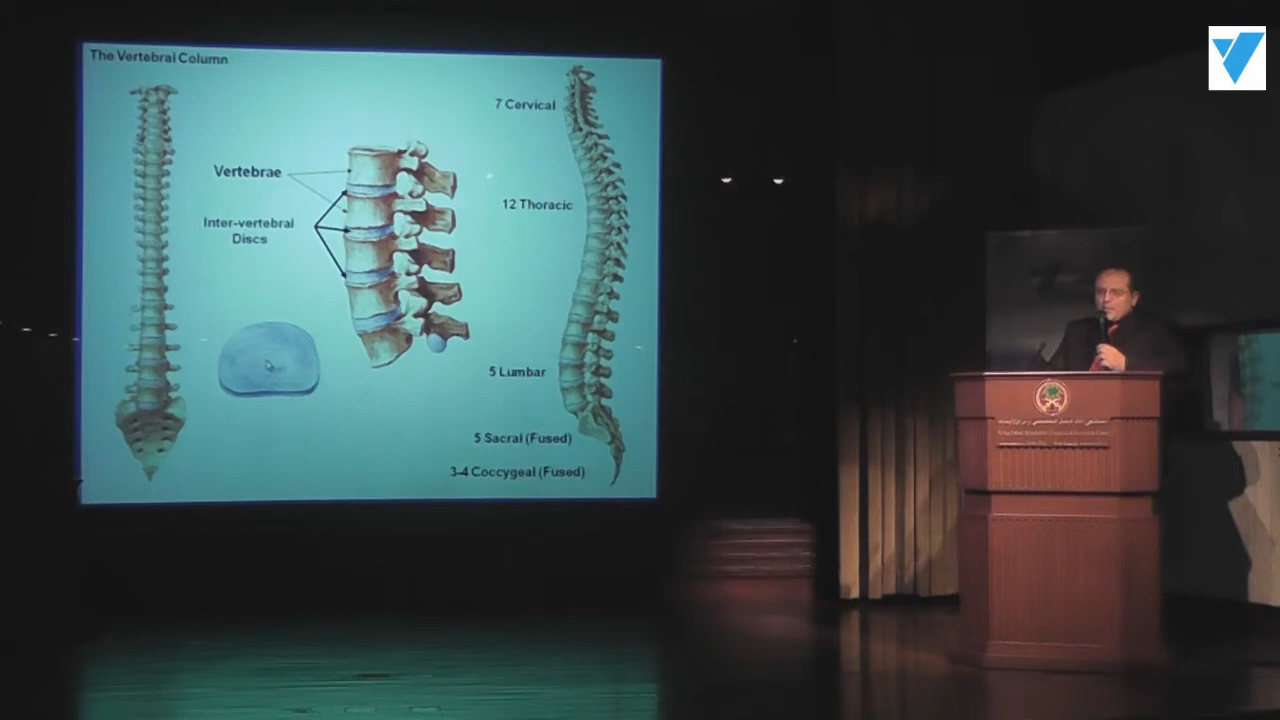 The Vertebral Column
7 Cervical
Vertebrae
12 Thoracic
Inter-vertebral
Discs
5 Lumbar
5 Sacral (Fused)
3-4 Coccygeal (Fused)